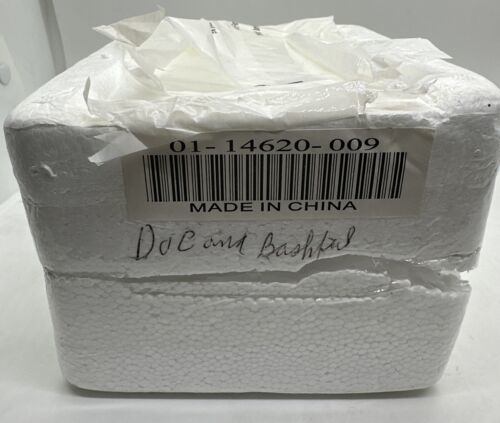 01-14620-009
MADE IN CHINA
Doc and Bashful